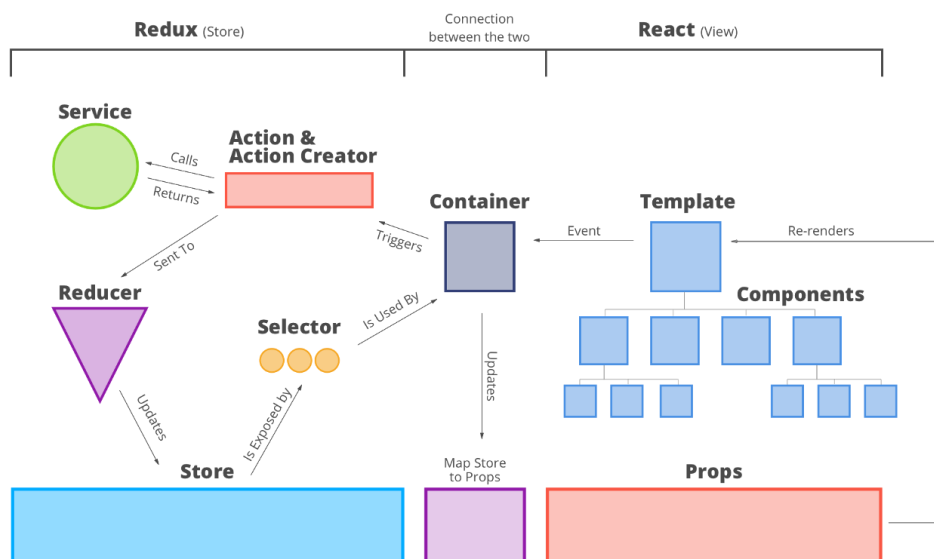 Redux (Store)
Connection
between the two
React (View)
Service
Action &
Action Creator
Calls
Returns
Container
Template
Triggers
Event
Re-renders
Sent To
Reducer
Components
Selector
Is Used By
Updates
Updates
Is Exposed by
Store
Map Store
to Props
Props